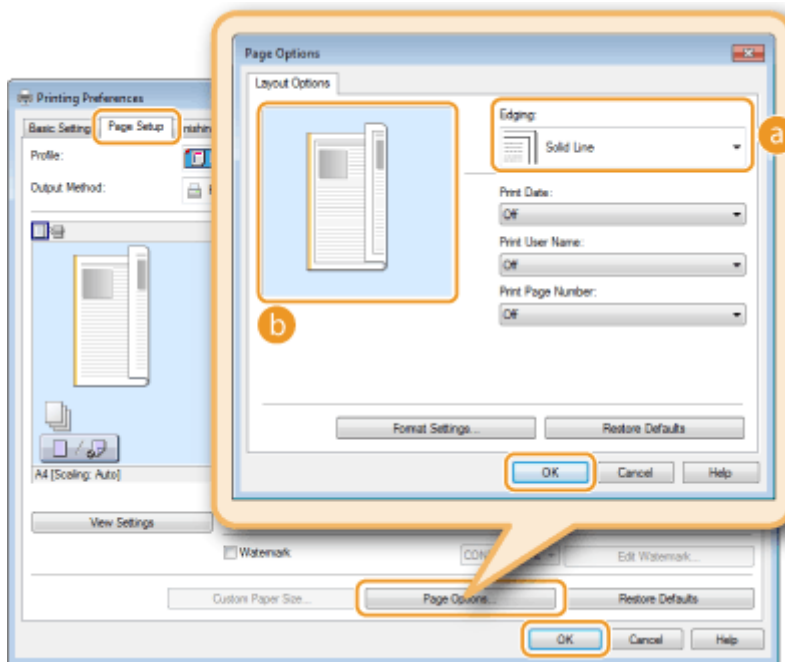 Page Options
Layout Options
Edging:
Solid Line
a
Print Date:
Off
Print User Name:
Off
Print Page Number:
Off
b
Format Settings...
Restore Defaults
OK
Cancel
Help
Printing Preferences
Basic Setting
Page Setup
Profile:
Output Method:
A4 [Scaling: Auto]
View Settings
Watermark
Edit Watermark...
Custom Paper Size...
Page Options...
Restore Defaults
OK
Cancel
Help